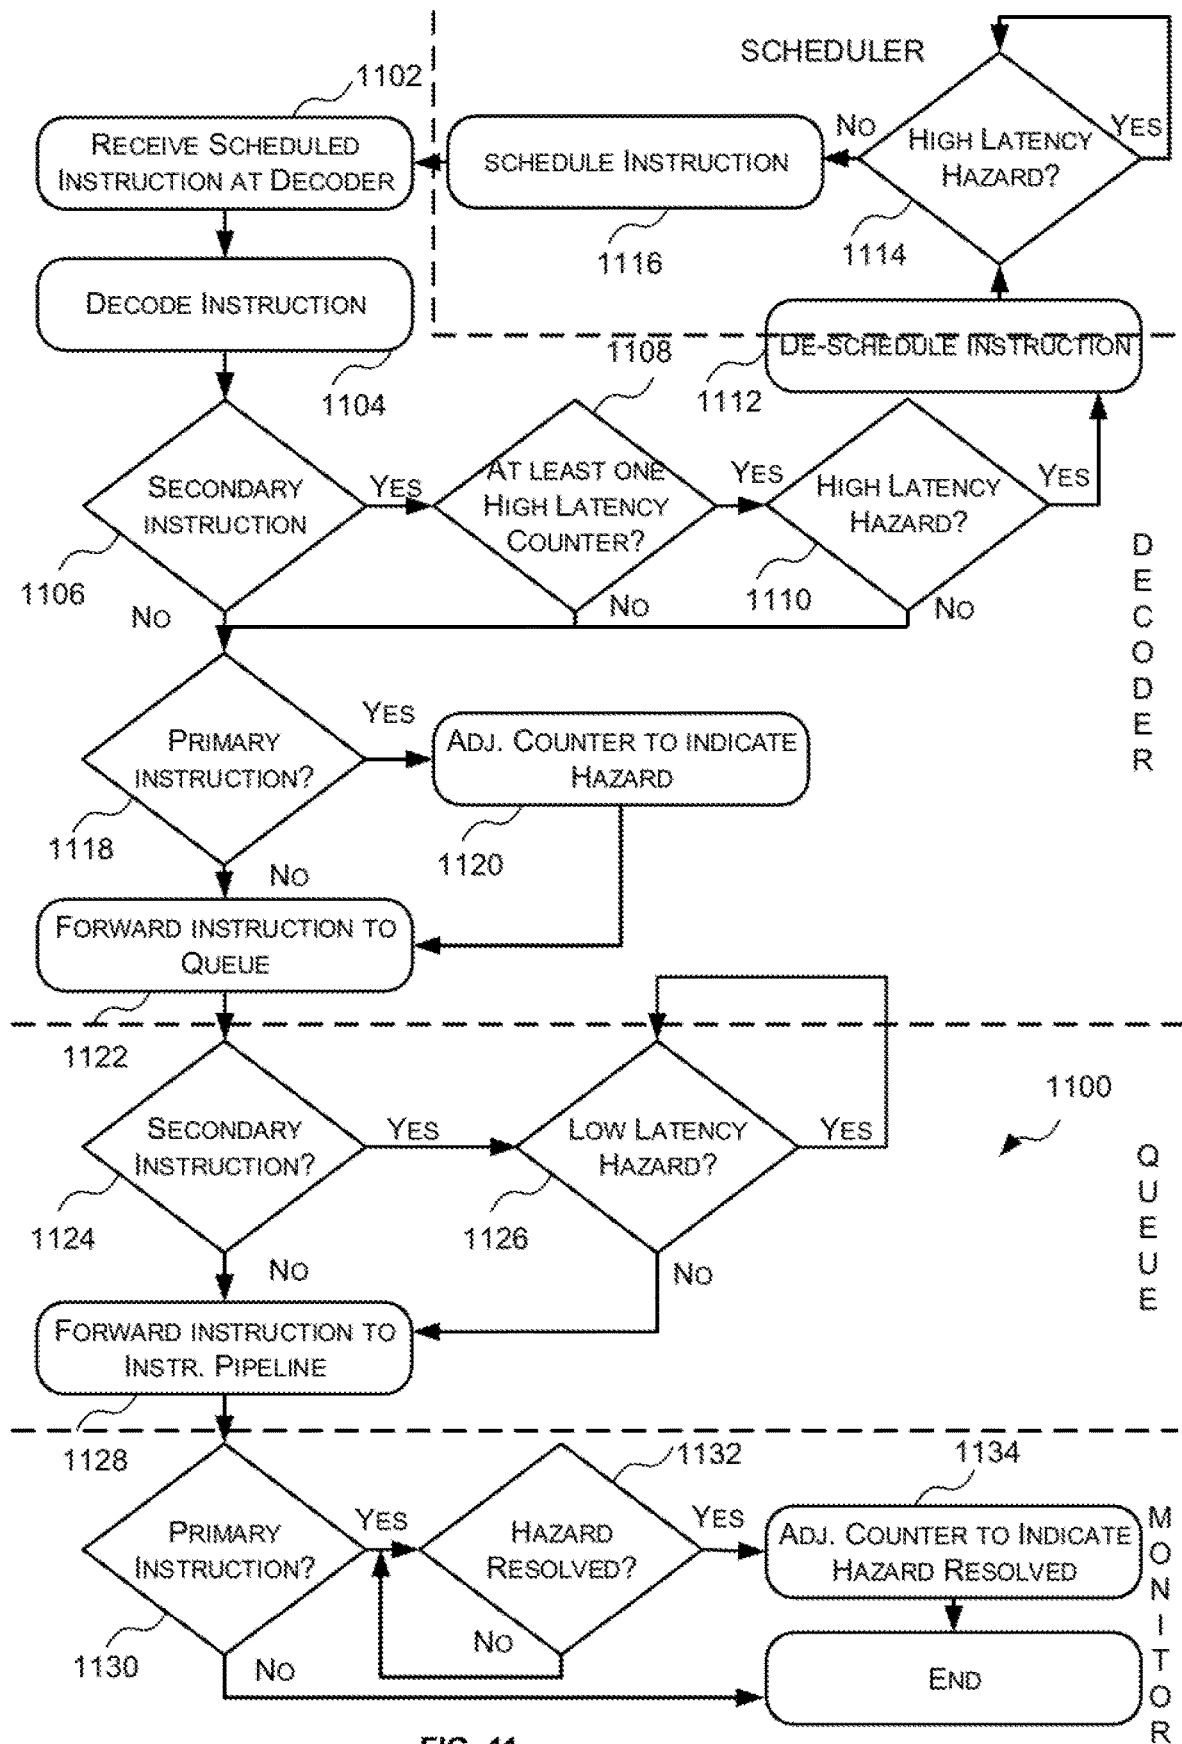 SCHEDULER
1102
RECEIVE SCHEDULED
INSTRUCTION AT DECODER
SCHEDULE INSTRUCTION
1116
NO
HIGH LATENCY
HAZARD?
YES
1114
DECODE INSTRUCTION
1104
1108
DE-SCHEDULE INSTRUCTION
1112
SECONDARY
INSTRUCTION
YES
1106
NO
AT LEAST ONE
HIGH LATENCY
COUNTER?
YES
NO
HIGH LATENCY
HAZARD?
YES
1110
NO
DECODER
PRIMARY
INSTRUCTION?
YES
1118
NO
ADJ. COUNTER TO INDICATE
HAZARD
1120
FORWARD INSTRUCTION TO
QUEUE
1122
SECONDARY
INSTRUCTION?
YES
1124
NO
LOW LATENCY
HAZARD?
YES
1126
NO
1100
QUEUE
FORWARD INSTRUCTION TO
INSTR. PIPELINE
1128
PRIMARY
INSTRUCTION?
YES
1130
NO
HAZARD
RESOLVED?
1132
YES
NO
1134
ADJ. COUNTER TO INDICATE
HAZARD RESOLVED
END
MONITOR
FIG. 11